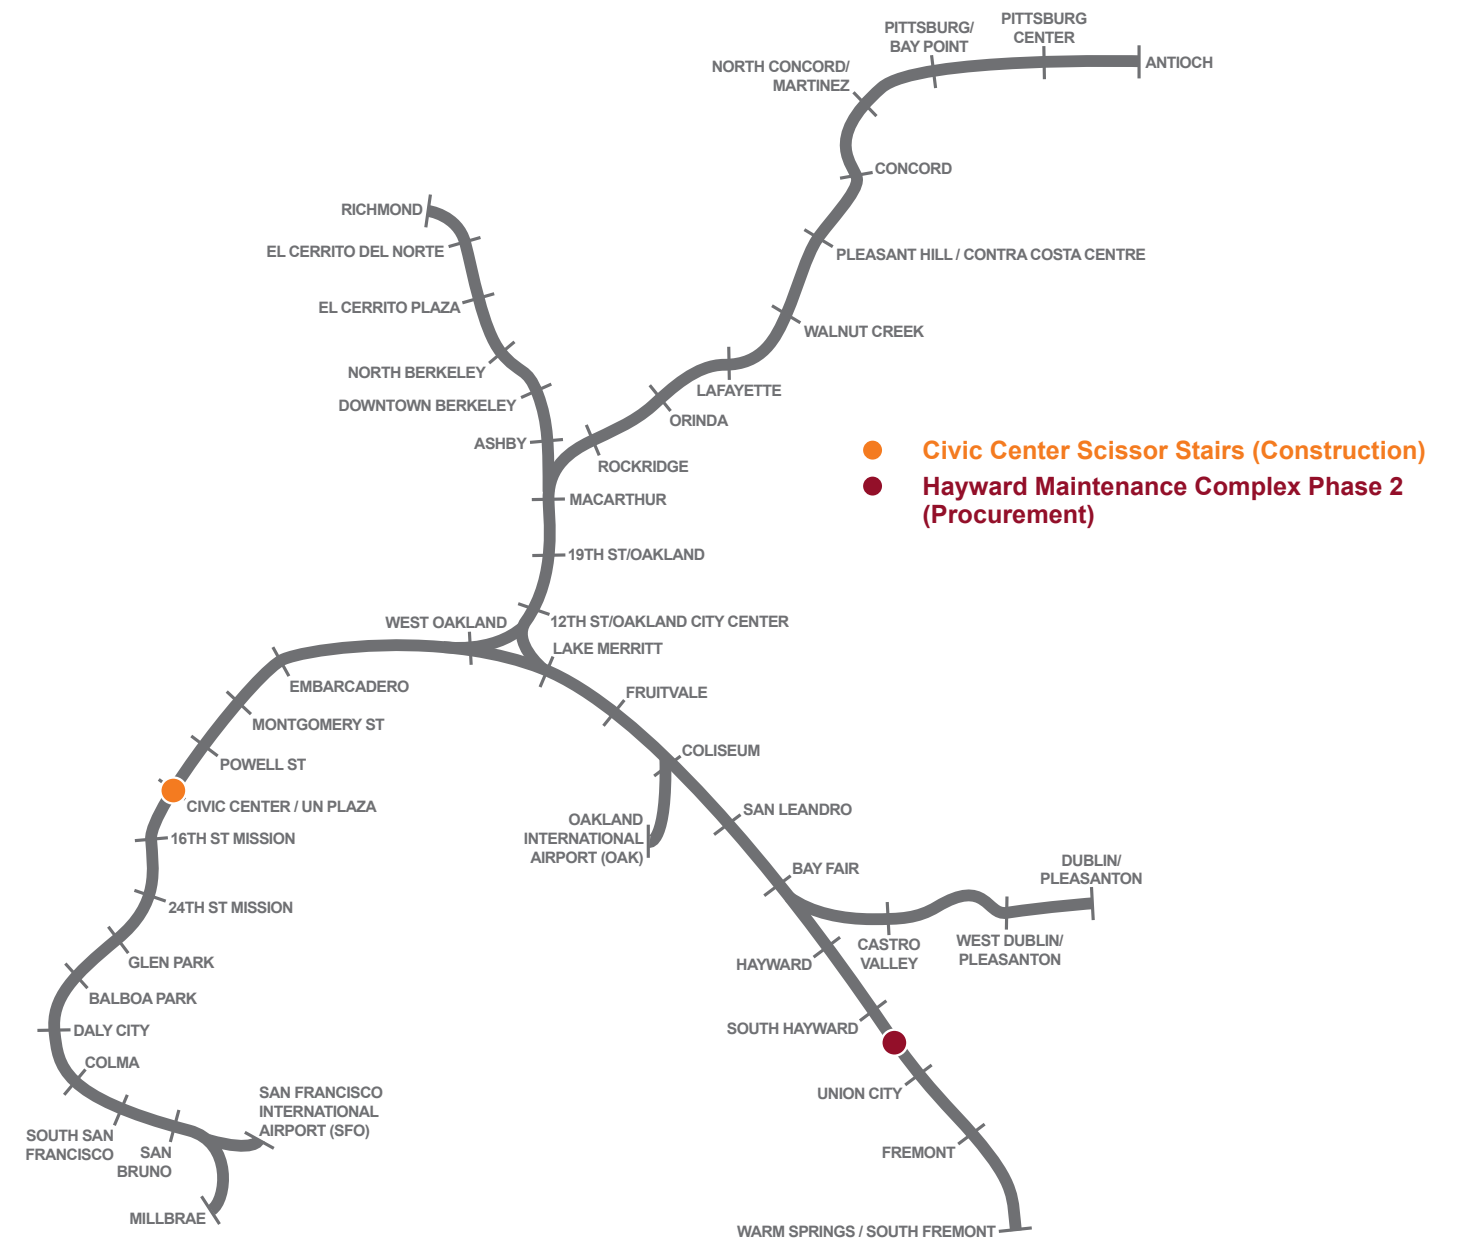 PITTSBURG/
BAY POINT
PITTSBURG
CENTER
ANTIOCH
NORTH CONCORD/
MARTINEZ
CONCORD
RICHMOND
EL CERRITO DEL NORTE
PLEASANT HILL / CONTRA COSTA CENTRE
EL CERRITO PLAZA
WALNUT CREEK
NORTH BERKELEY
LAFAYETTE
DOWNTOWN BERKELEY
ORINDA
ASHBY
ROCKRIDGE
Civic Center Scissor Stairs (Construction)
Hayward Maintenance Complex Phase 2
(Procurement)
MACARTHUR
19TH ST/OAKLAND
WEST OAKLAND
12TH ST/OAKLAND CITY CENTER
LAKE MERRITT
EMBARCADERO
FRUITVALE
MONTGOMERY ST
COLISEUM
POWELL ST
CIVIC CENTER / UN PLAZA
SAN LEANDRO
OAKLAND
INTERNATIONAL
AIRPORT (OAK)
16TH ST MISSION
BAY FAIR
DUBLIN/
PLEASANTON
24TH ST MISSION
CASTRO
VALLEY
WEST DUBLIN/
PLEASANTON
GLEN PARK
HAYWARD
BALBOA PARK
DALY CITY
SOUTH HAYWARD
COLMA
SAN FRANCISCO
INTERNATIONAL
AIRPORT (SFO)
UNION CITY
SOUTH SAN
FRANCISCO
SAN
BRUNO
FREMONT
MILLBRAE
WARM SPRINGS / SOUTH FREMONT